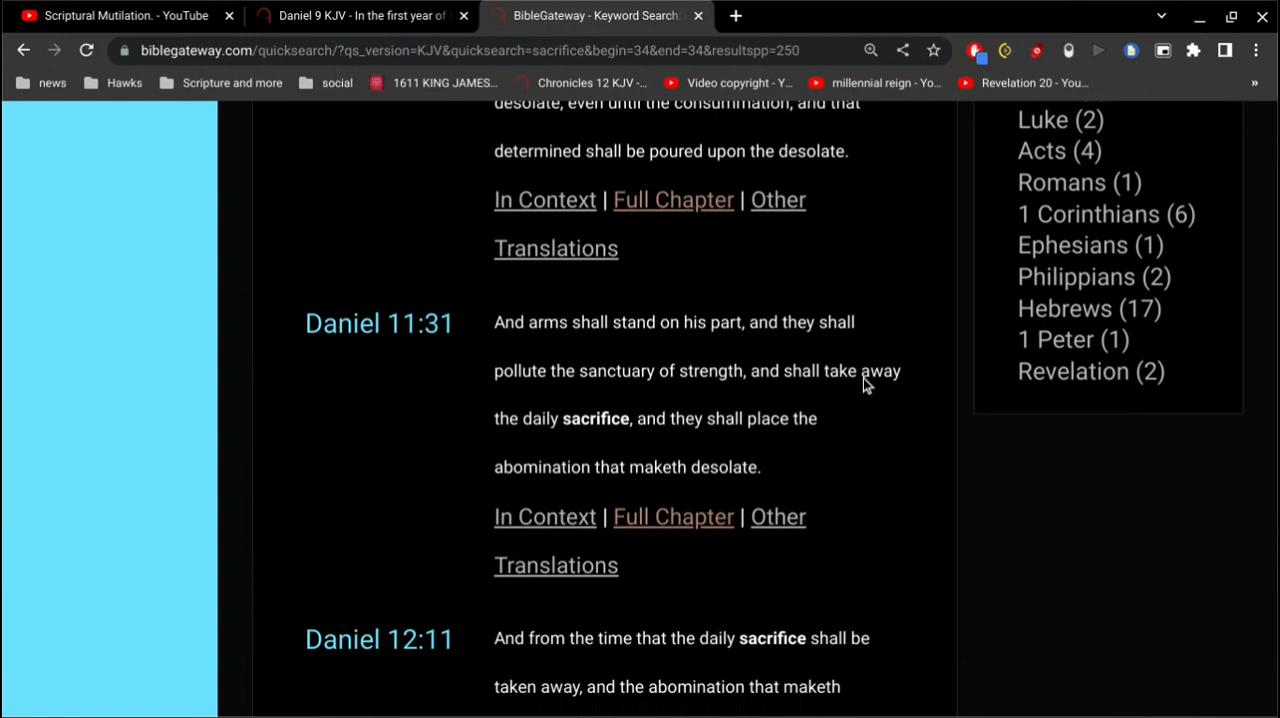 Scriptural Mutilation. - YouTube
Daniel 9 KJV - In the first year of
BibleGateway - Keyword Search:
biblegateway.com/quicksearch/?qs_version=KJV&quicksearch=sacrifice&begin=34&end=34&resultspp=250
news
Hawks
Scripture and more
social
1611 KING JAMES...
Chronicles 12 KJV -...
Video copyright - Y...
millennial reign - Yo...
Revelation 20 - You...
»
desolate, even until the consummation, and that
determined shall be poured upon the desolate.
In Context | Full Chapter | Other
Translations
Daniel 11:31
And arms shall stand on his part, and they shall
pollute the sanctuary of strength, and shall take away
the daily sacrifice, and they shall place the
abomination that maketh desolate.
In Context | Full Chapter | Other
Translations
Daniel 12:11
And from the time that the daily sacrifice shall be
taken away, and the abomination that maketh
Luke (2)
Acts (4)
Romans (1)
1 Corinthians (6)
Ephesians (1)
Philippians (2)
Hebrews (17)
1 Peter (1)
Revelation (2)